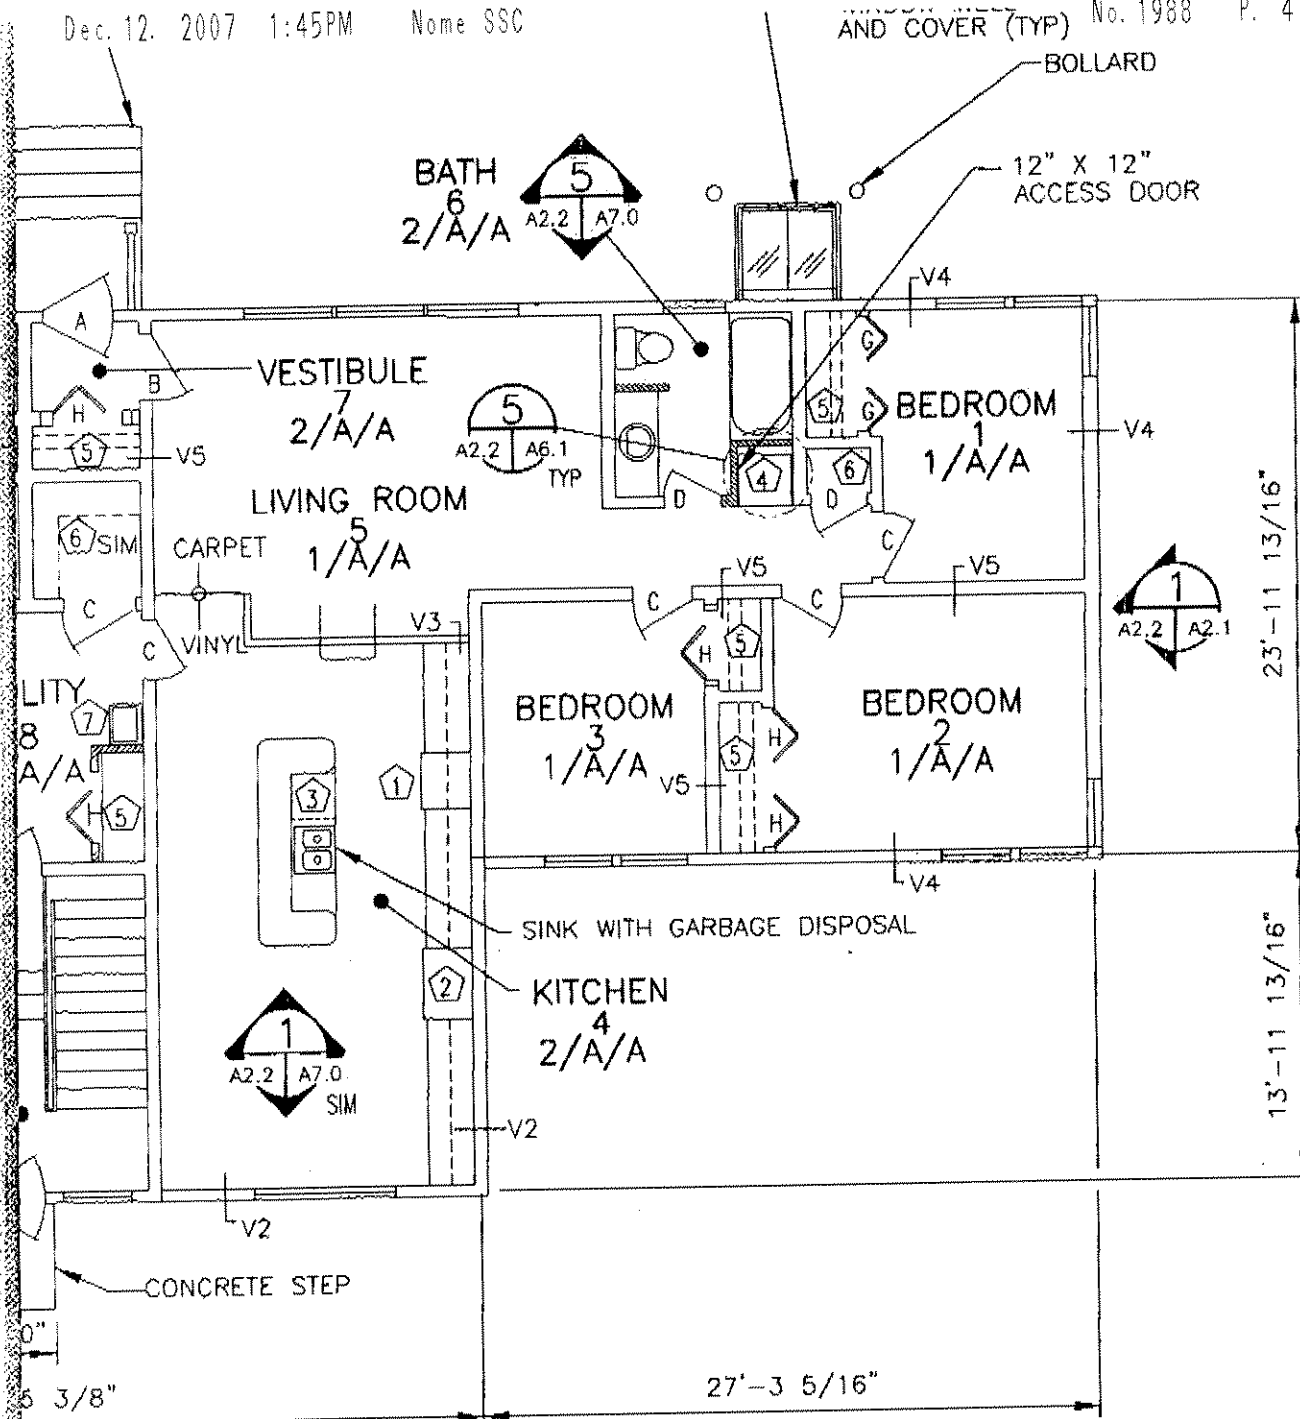 Dec. 12. 2007 1:45PM Nome SSC
No. 1988 P. 4
AND COVER (TYP)
BOLLARD
12" X 12"
ACCESS DOOR
BATH
6
2/A/A
5
A2.2 A7.0
V4
A
B
H
5
V5
VESTIBULE
7
2/A/A
5
A2.2 A6.1
TYP
G
G
5
BEDROOM
1
1/A/A
V4
4
6
D
D
C
LIVING ROOM
5
1/A/A
6 SIM
CARPET
VINYL
C
C
V3
C
V5
C
V5
1
A2.2 A2.1
23'-11 13/16"
LITY
8
A/A
7
H
5
BEDROOM
3
1/A/A
H
5
5
V5
H
H
BEDROOM
2
1/A/A
V4
3
1
SINK WITH GARBAGE DISPOSAL
2
KITCHEN
4
2/A/A
1
A2.2 A7.0
SIM
V2
V2
13'-11 13/16"
CONCRETE STEP
0"
3/8"
27'-3 5/16"